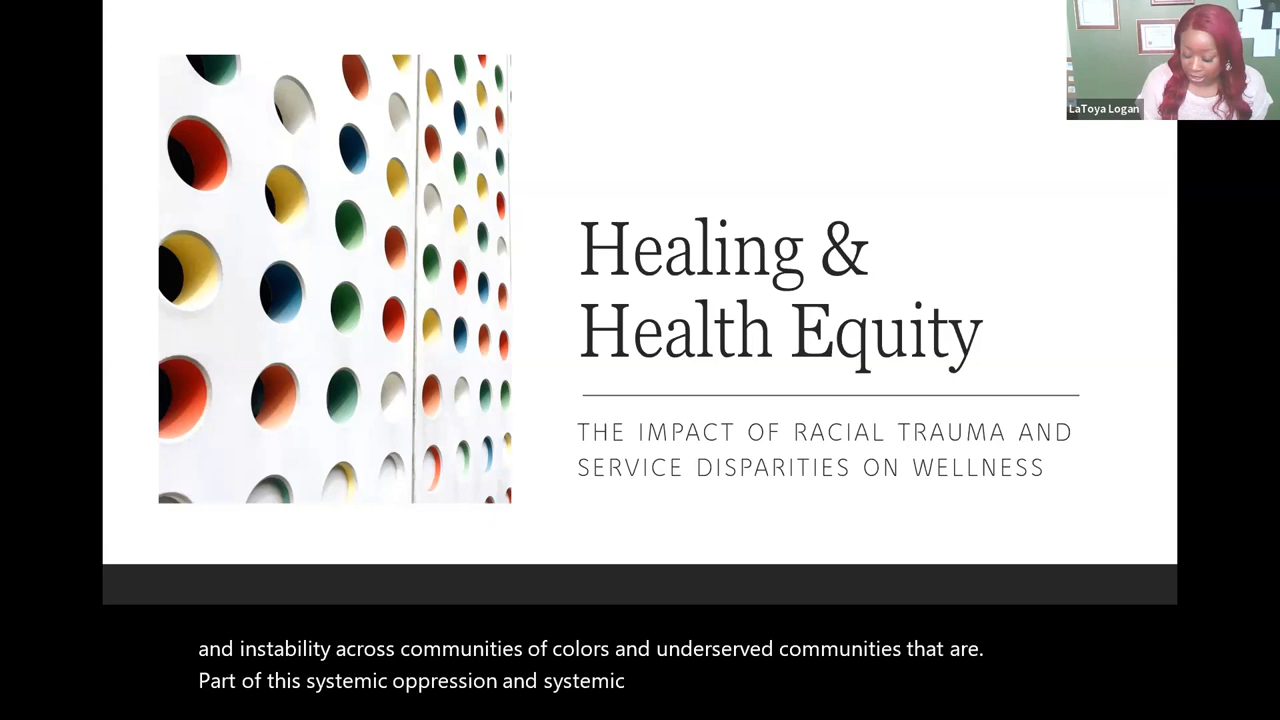 LaToya Logan
Healing &
Health Equity
THE IMPACT OF RACIAL TRAUMA AND
SERVICE DISPARITIES ON WELLNESS
and instability across communities of colors and underserved communities that are.
Part of this systemic oppression and systemic